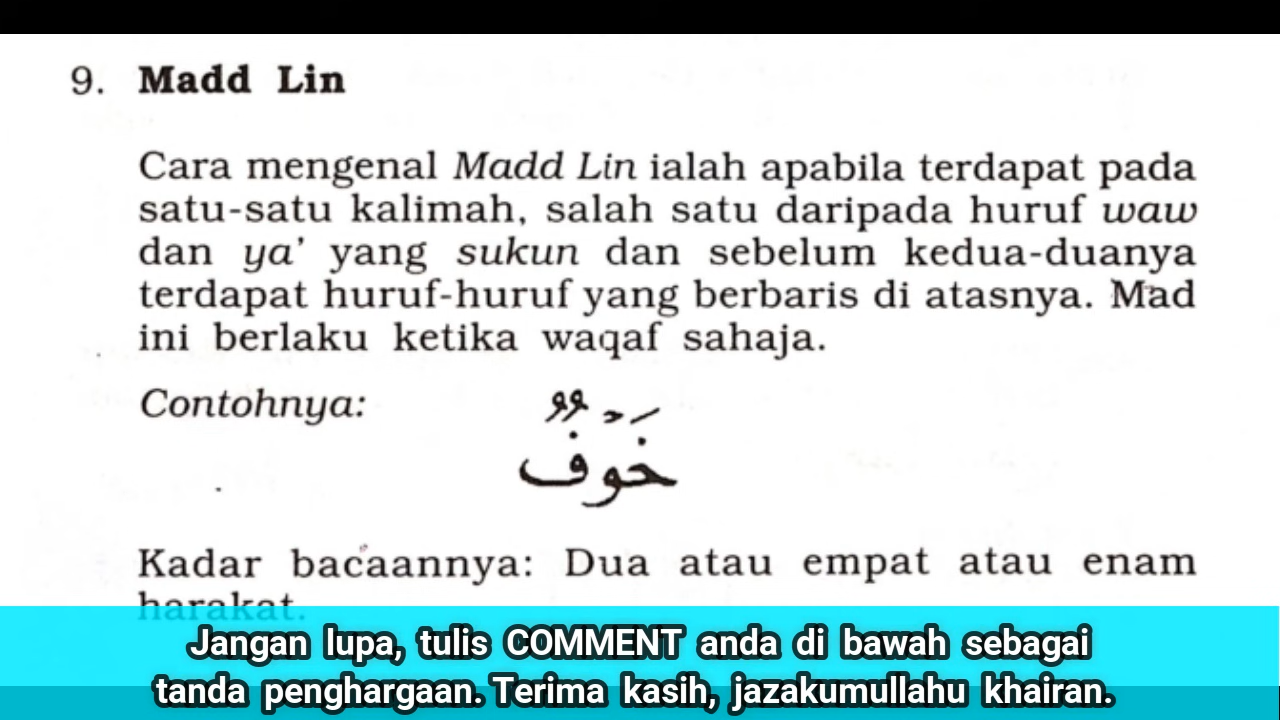 9. Madd Lin
Cara mengenal Madd Lin ialah apabila terdapat pada
satu-satu kalimah, salah satu daripada huruf waw
dan ya’ yang sukun dan sebelum kedua-duanya
terdapat huruf-huruf yang berbaris di atasnya. Mad
ini berlaku ketika waqaf sahaja.
Contohnya:
خَوْفٌ
Kadar bacaannya: Dua atau empat atau enam
harakat.
Jangan lupa, tulis COMMENT anda di bawah sebagai
tanda penghargaan. Terima kasih, jazakumullahu khairan.